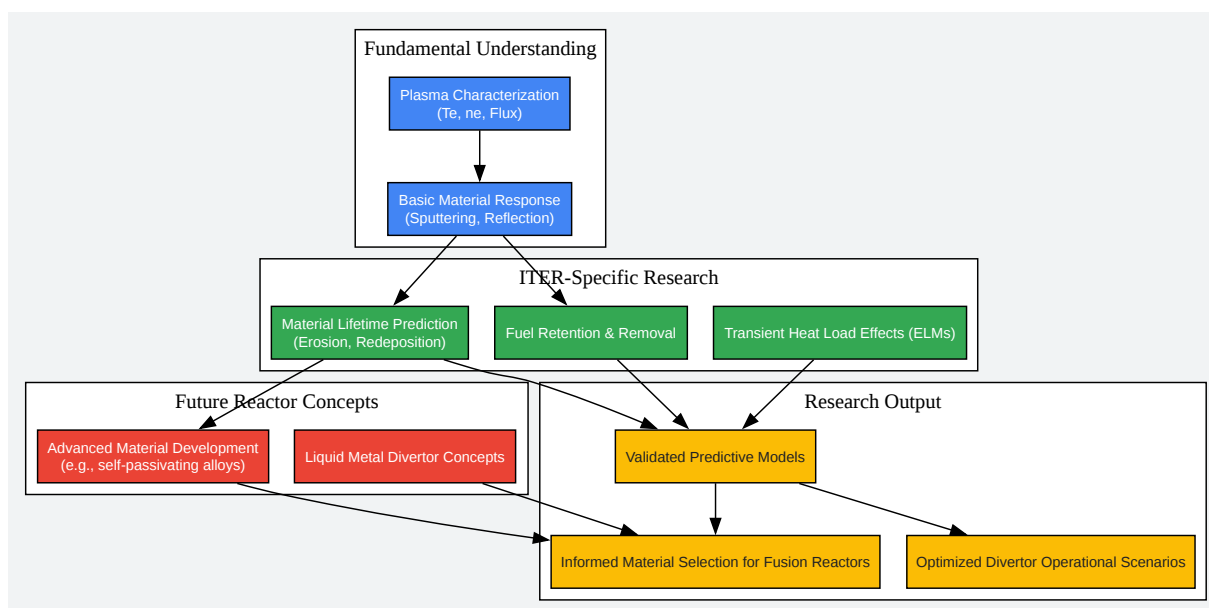 Fundamental Understanding
Plasma Characterization
(Te, ne, Flux)
Basic Material Response
(Sputtering, Reflection)
ITER-Specific Research
Material Lifetime Prediction
(Erosion, Redeposition)
Fuel Retention & Removal
Transient Heat Load Effects (ELMs)
Future Reactor Concepts
Advanced Material Development
(e.g., self-passivating alloys)
Liquid Metal Divertor Concepts
Research Output
Validated Predictive Models
Informed Material Selection for Fusion Reactors
Optimized Divertor Operational Scenarios